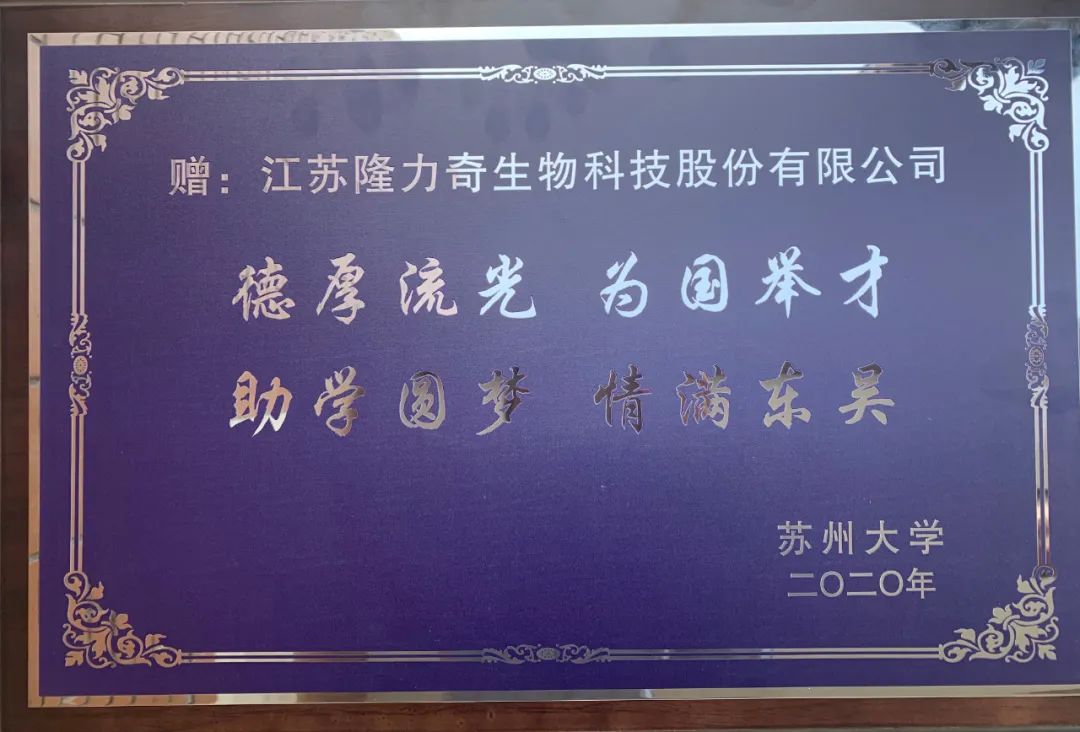 赠：江苏隆力奇生物科技股份有限公司
德厚流光 为国举才
助学圆梦 情满东吴
苏州大学
二〇二〇年